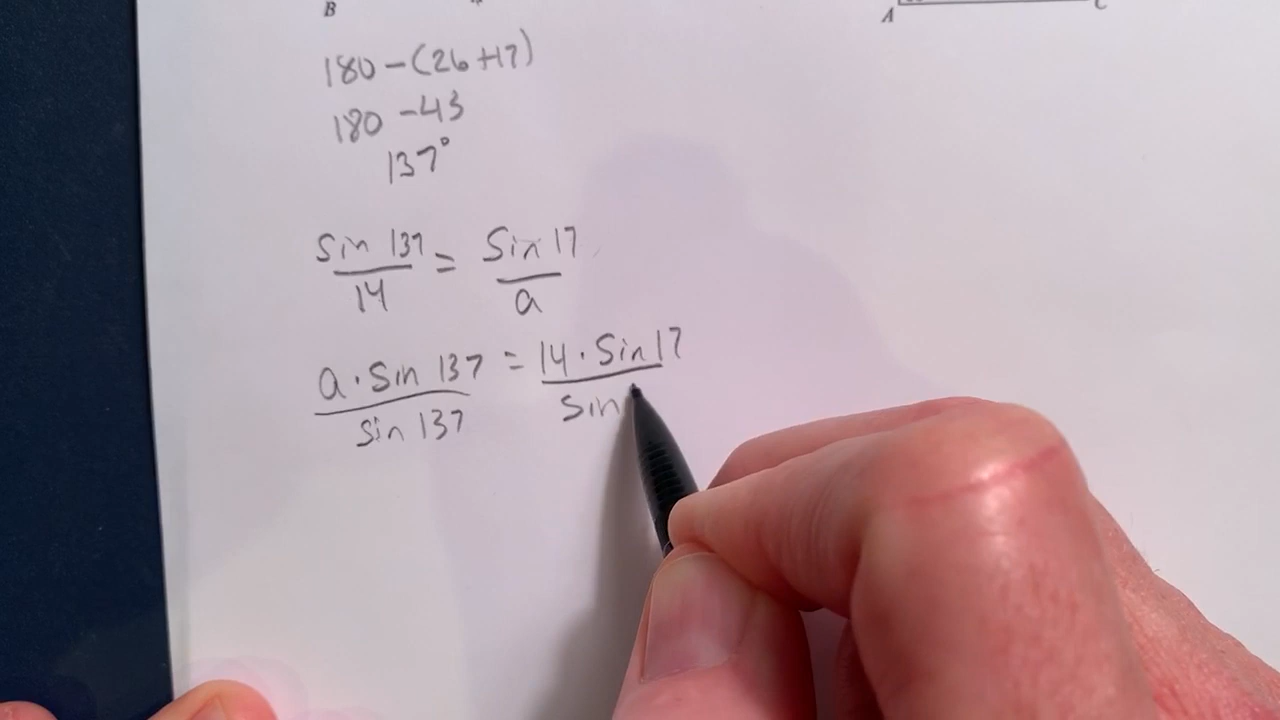 B A C
180 - (26 + 17)
180 - 43
137°
sin 137 / 14 = Sin 17 / a
a · Sin 137 / sin 137 = 14 · Sin 17 / Sin